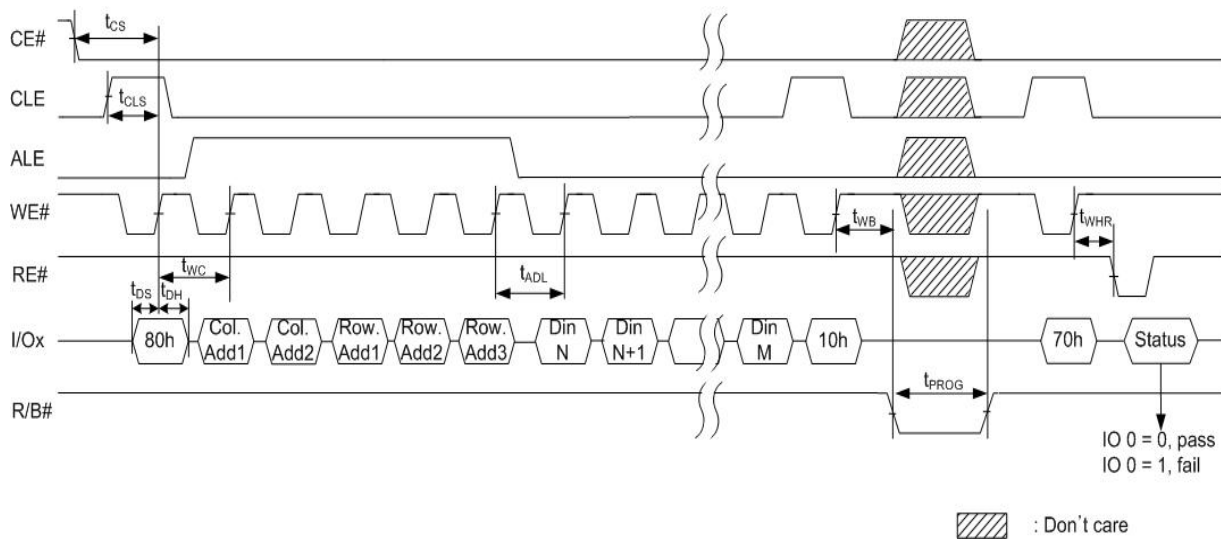 CE#
tCS
CLE
tCLS
ALE
WE#
tWB
tWHR
RE#
tWC
tADL
tDS tDH
I/Ox
80h
Col. Add1
Col. Add2
Row. Add1
Row. Add2
Row. Add3
Din N
Din N+1
Din M
10h
70h
Status
tPROG
R/B#
IO 0 = 0, pass
IO 0 = 1, fail
: Don`t care